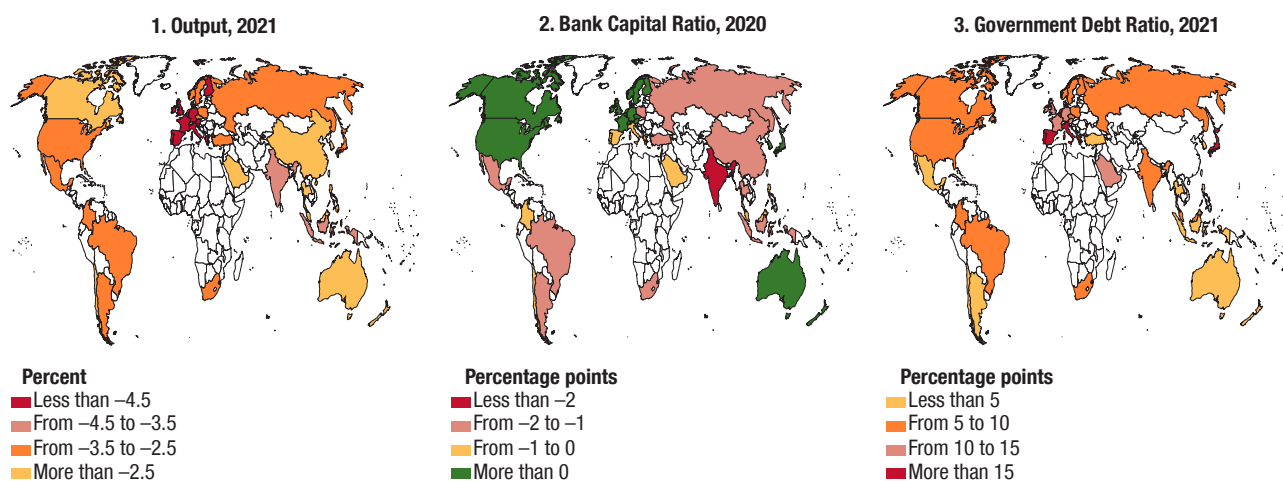 1. Output, 2021
Percent
Less than –4.5
From –4.5 to –3.5
From –3.5 to –2.5
More than –2.5
2. Bank Capital Ratio, 2020
Percentage points
Less than –2
From –2 to –1
From –1 to 0
More than 0
3. Government Debt Ratio, 2021
Percentage points
Less than 5
From 5 to 10
From 10 to 15
More than 15